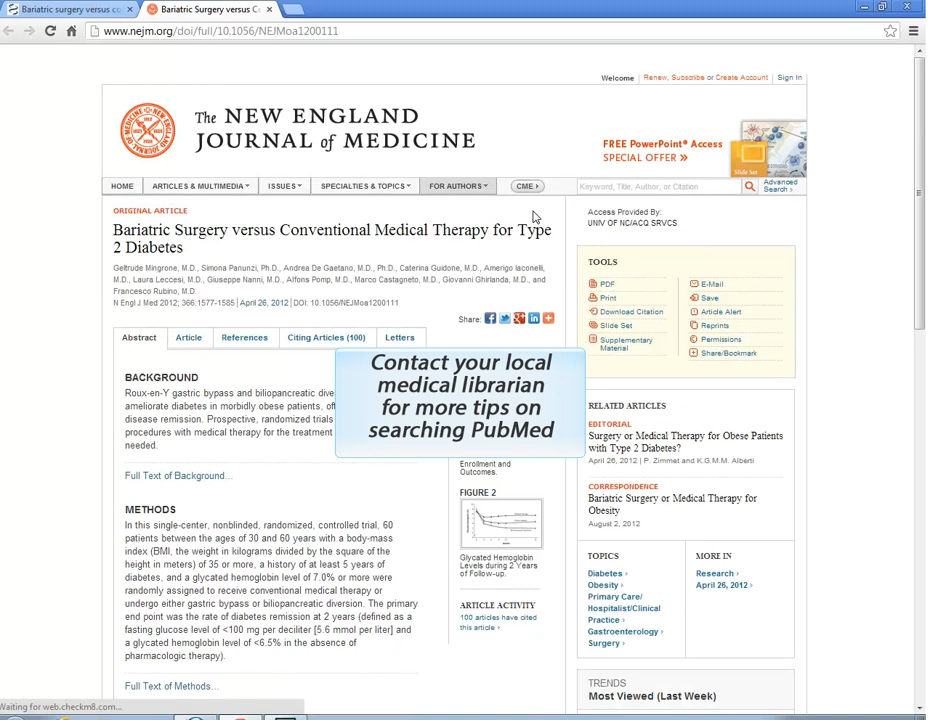 Bariatric surgery versus co
Bariatric Surgery versus C
www.nejm.org/doi/full/10.1056/NEJMoa1200111
Welcome | Renew, Subscribe or Create Account | Sign In
The NEW ENGLAND
JOURNAL of MEDICINE
FREE PowerPoint® Access
SPECIAL OFFER »
Slide Set
HOME
ARTICLES & MULTIMEDIA
ISSUES
SPECIALTIES & TOPICS
FOR AUTHORS
CME
Keyword, Title, Author, or Citation
Advanced
Search ›
ORIGINAL ARTICLE
Bariatric Surgery versus Conventional Medical Therapy for Type
2 Diabetes
Geltrude Mingrone, M.D., Simona Panunzi, Ph.D., Andrea De Gaetano, M.D., Ph.D., Caterina Guidone, M.D., Amerigo Iaconelli,
M.D., Laura Leccesi, M.D., Giuseppe Nanni, M.D., Alfons Pomp, M.D., Marco Castagneto, M.D., Giovanni Ghirlanda, M.D., and
Francesco Rubino, M.D.
N Engl J Med 2012; 366:1577-1585 | April 26, 2012 | DOI: 10.1056/NEJMoa1200111
Share:
Abstract
Article
References
Citing Articles (100)
Letters
BACKGROUND
Roux-en-Y gastric bypass and biliopancreatic dive
ameliorate diabetes in morbidly obese patients, of
disease remission. Prospective, randomized trials
procedures with medical therapy for the treatment
needed.
Full Text of Background...
METHODS
In this single-center, nonblinded, randomized, controlled trial, 60
patients between the ages of 30 and 60 years with a body-mass
index (BMI, the weight in kilograms divided by the square of the
height in meters) of 35 or more, a history of at least 5 years of
diabetes, and a glycated hemoglobin level of 7.0% or more were
randomly assigned to receive conventional medical therapy or
undergo either gastric bypass or biliopancreatic diversion. The primary
end point was the rate of diabetes remission at 2 years (defined as a
fasting glucose level of <100 mg per deciliter [5.6 mmol per liter] and
a glycated hemoglobin level of <6.5% in the absence of
pharmacologic therapy).
Full Text of Methods...
Contact your local
medical librarian
for more tips on
searching PubMed
Enrollment and
Outcomes.
FIGURE 2
Glycated Hemoglobin
Levels during 2 Years
of Follow-up.
ARTICLE ACTIVITY
100 articles have cited
this article ›
Access Provided By:
UNIV OF NC/ACQ SRVCS
TOOLS
PDF
Print
Download Citation
Slide Set
Supplementary
Material
E-Mail
Save
Article Alert
Reprints
Permissions
Share/Bookmark
RELATED ARTICLES
EDITORIAL
Surgery or Medical Therapy for Obese Patients
with Type 2 Diabetes?
April 26, 2012 | P. Zimmet and K.G.M.M. Alberti
CORRESPONDENCE
Bariatric Surgery or Medical Therapy for
Obesity
August 2, 2012
TOPICS
Diabetes ›
Obesity ›
Primary Care/
Hospitalist/Clinical
Practice ›
Gastroenterology ›
Surgery ›
MORE IN
Research ›
April 26, 2012 ›
TRENDS
Most Viewed (Last Week)
Waiting for web.checkm8.com...